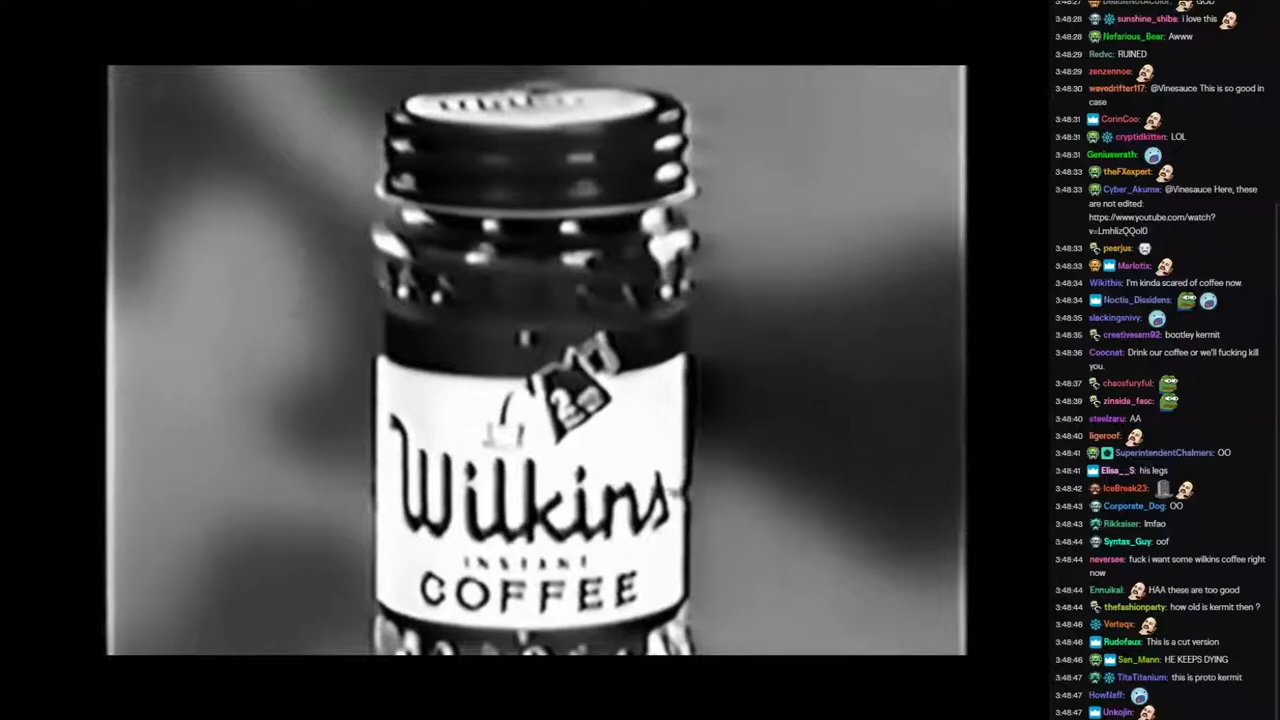 Wilkins
INSTANT
COFFEE
3:48:28 sunshine_shiba: i love this
3:48:28 Nefarious_Bear: Awww
3:48:29 Redvc: RUINED
3:48:29 zenzennoe:
3:48:30 wavedrifter117: @Vinesauce This is so good in
case
3:48:31 CorinCoo:
3:48:31 cryptidkitten: LOL
3:48:31 Geniuswrath:
3:48:33 theFXexpert:
3:48:33 Cyber_Akuma: @Vinesauce Here, these
are not edited:
https://www.youtube.com/watch?
v=LmhlizQQol0
3:48:33 pearjus:
3:48:33 Marlotix:
3:48:34 Wikithis: I'm kinda scared of coffee now.
3:48:34 Noctis_Dissidens:
3:48:35 slackingsnivy:
3:48:35 creativesam92: bootley kermit
3:48:36 Coocnat: Drink our coffee or we'll fucking kill
you.
3:48:37 chaosfuryful:
3:48:39 zinaida_fasc:
3:48:40 steelzaru: AA
3:48:40 ligeroof:
3:48:41 SuperintendentChalmers: OO
3:48:41 Elisa__S: his legs
3:48:42 IceBreak23:
3:48:43 Corporate_Dog: OO
3:48:43 Rikkaiser: lmfao
3:48:44 Syntax_Guy: oof
3:48:44 neversee: fuck i want some wilkins coffee right
now
3:48:44 Ennuikal: HAA these are too good
3:48:44 thefashionparty: how old is kermit then ?
3:48:46 Verteqx:
3:48:46 Rudofaux: This is a cut version
3:48:46 San_Mann: HE KEEPS DYING
3:48:47 TitaTitanium: this is proto kermit
3:48:47 HowNaff:
3:48:47 Unkojin: